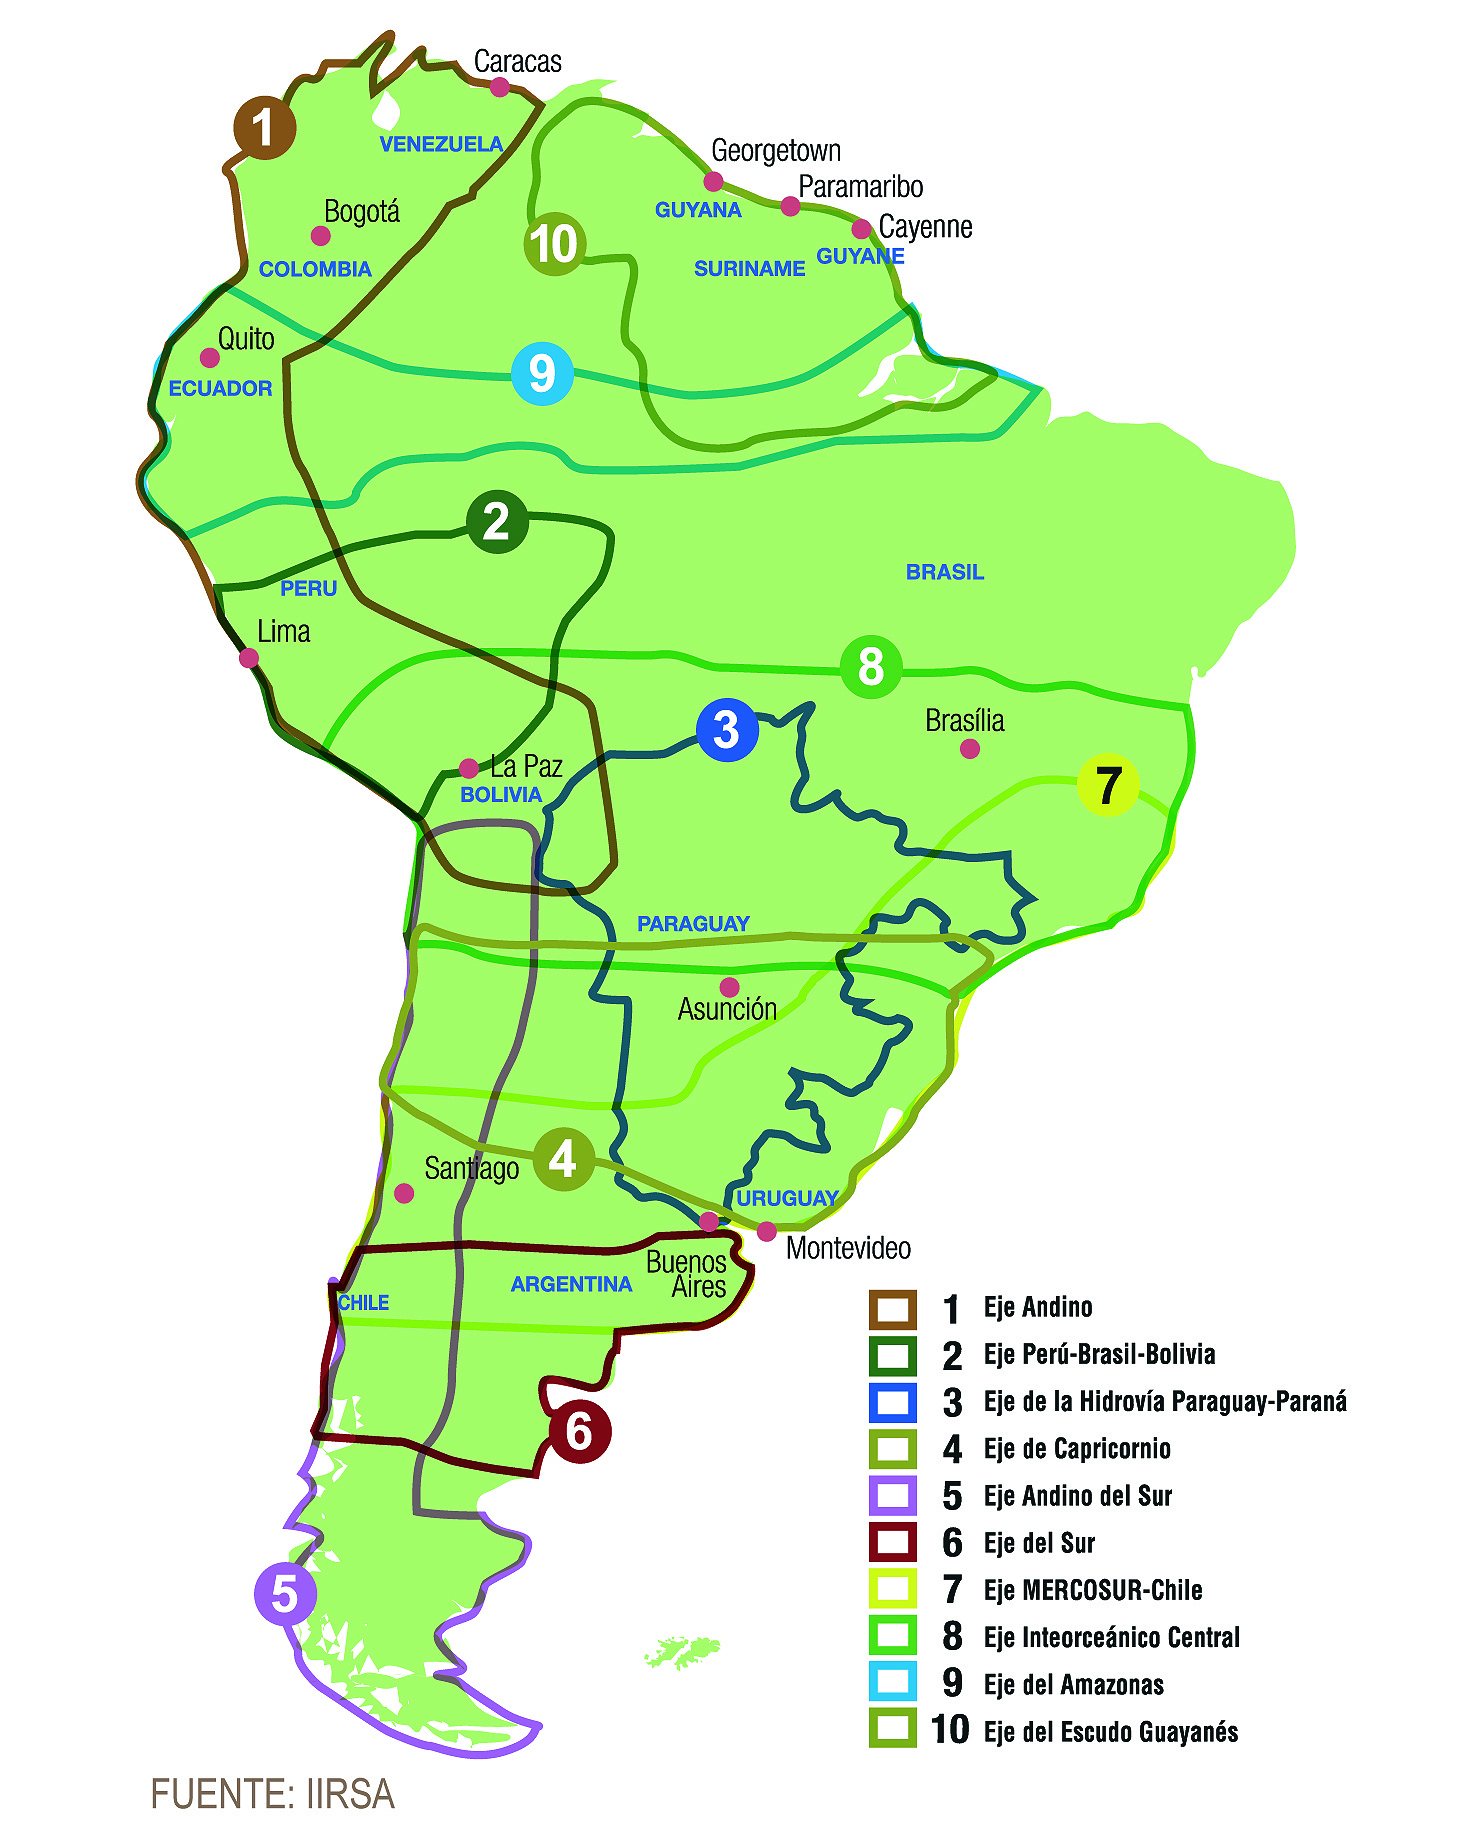 Caracas
1
VENEZUELA
Georgetown
Paramaribo
GUYANA
Bogotá
Cayenne
10
GUYANE
COLOMBIA
SURINAME
Quito
9
ECUADOR
2
BRASIL
PERU
Lima
8
3
Brasília
La Paz
7
BOLIVIA
PARAGUAY
Asunción
4
Santiago
URUGUAY
Montevideo
Buenos
Aires
ARGENTINA
CHILE
6
5
1 Eje Andino
2 Eje Perú-Brasil-Bolivia
3 Eje de la Hidrovía Paraguay-Paraná
4 Eje de Capricornio
5 Eje Andino del Sur
6 Eje del Sur
7 Eje MERCOSUR-Chile
8 Eje Inteorceánico Central
9 Eje del Amazonas
10 Eje del Escudo Guayanés
FUENTE: IIRSA